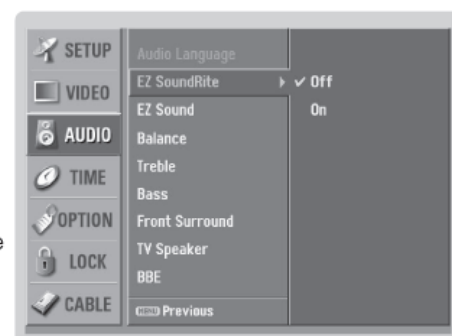 SETUP
VIDEO
AUDIO
TIME
OPTION
LOCK
CABLE
Audio Language
EZ SoundRite
EZ Sound
Balance
Treble
Bass
Front Surround
TV Speaker
BBE
MENU Previous
Off
On
e